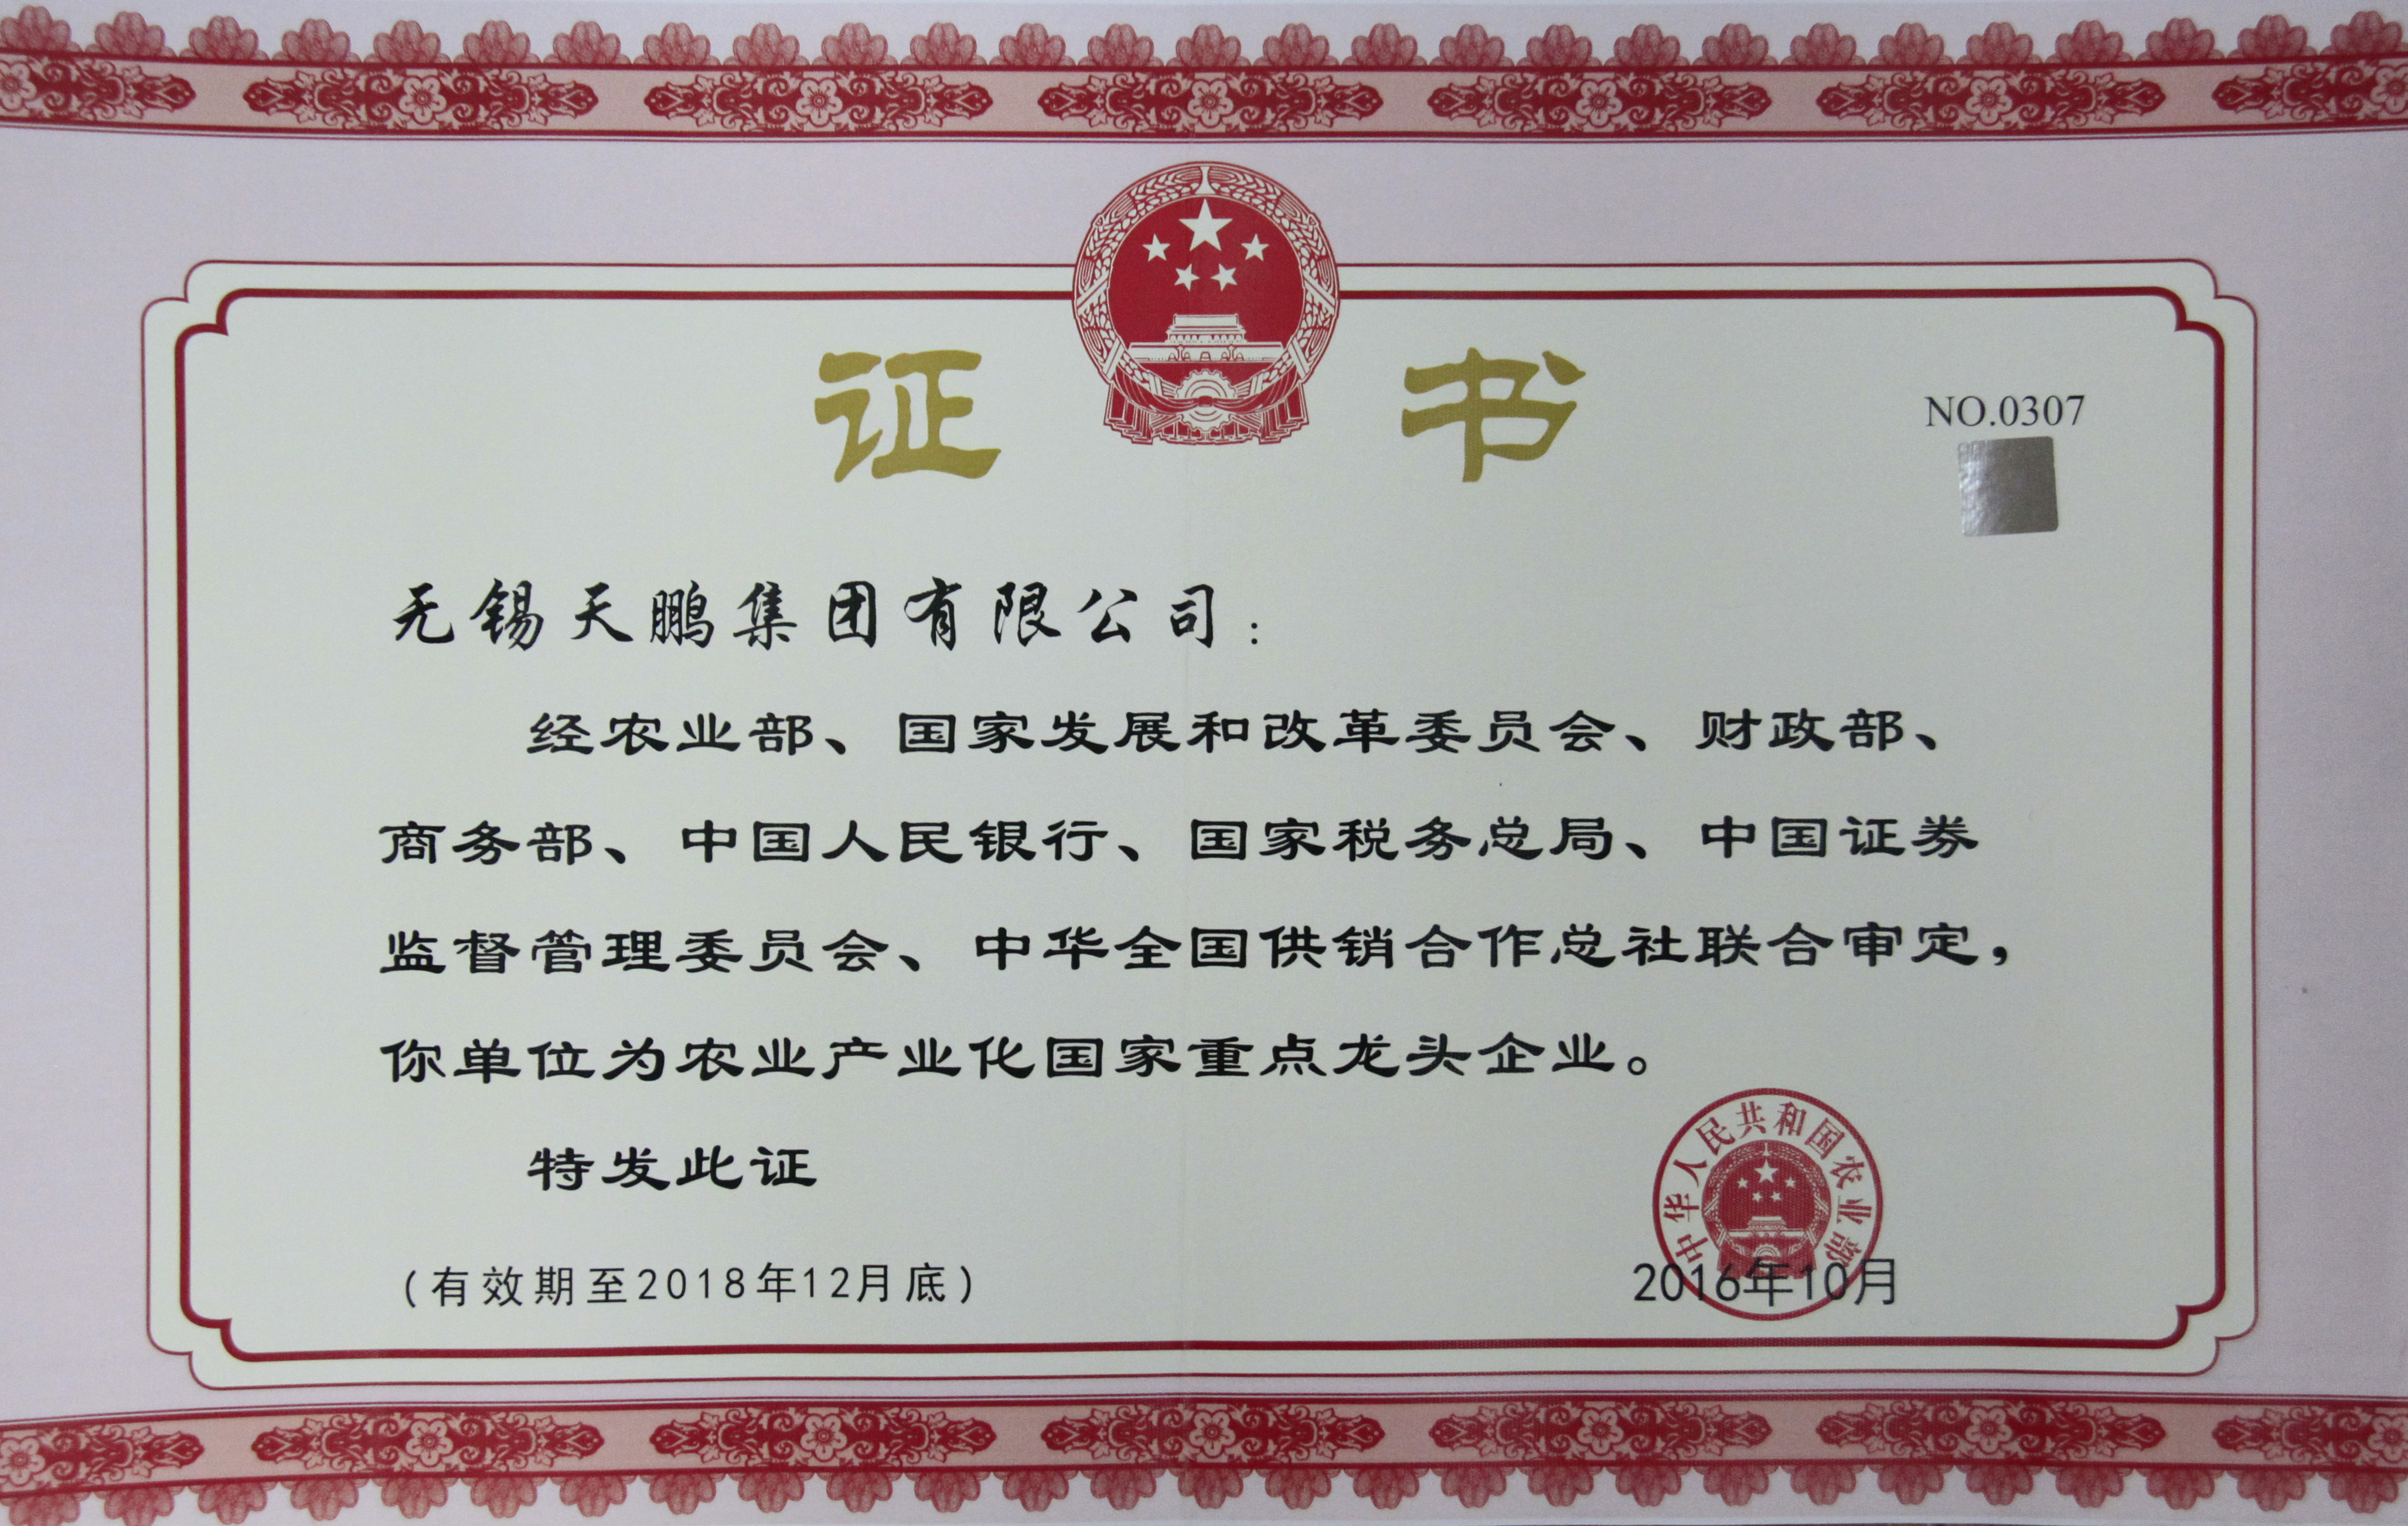 证书
NO.0307
无锡天鹏集团有限公司：
经农业部、国家发展和改革委员会、财政部、
商务部、中国人民银行、国家税务总局、中国证券
监督管理委员会、中华全国供销合作总社联合审定，
你单位为农业产业化国家重点龙头企业。
特发此证
中华人民共和国农业部
(有效期至2018年12月底)
2016年10月